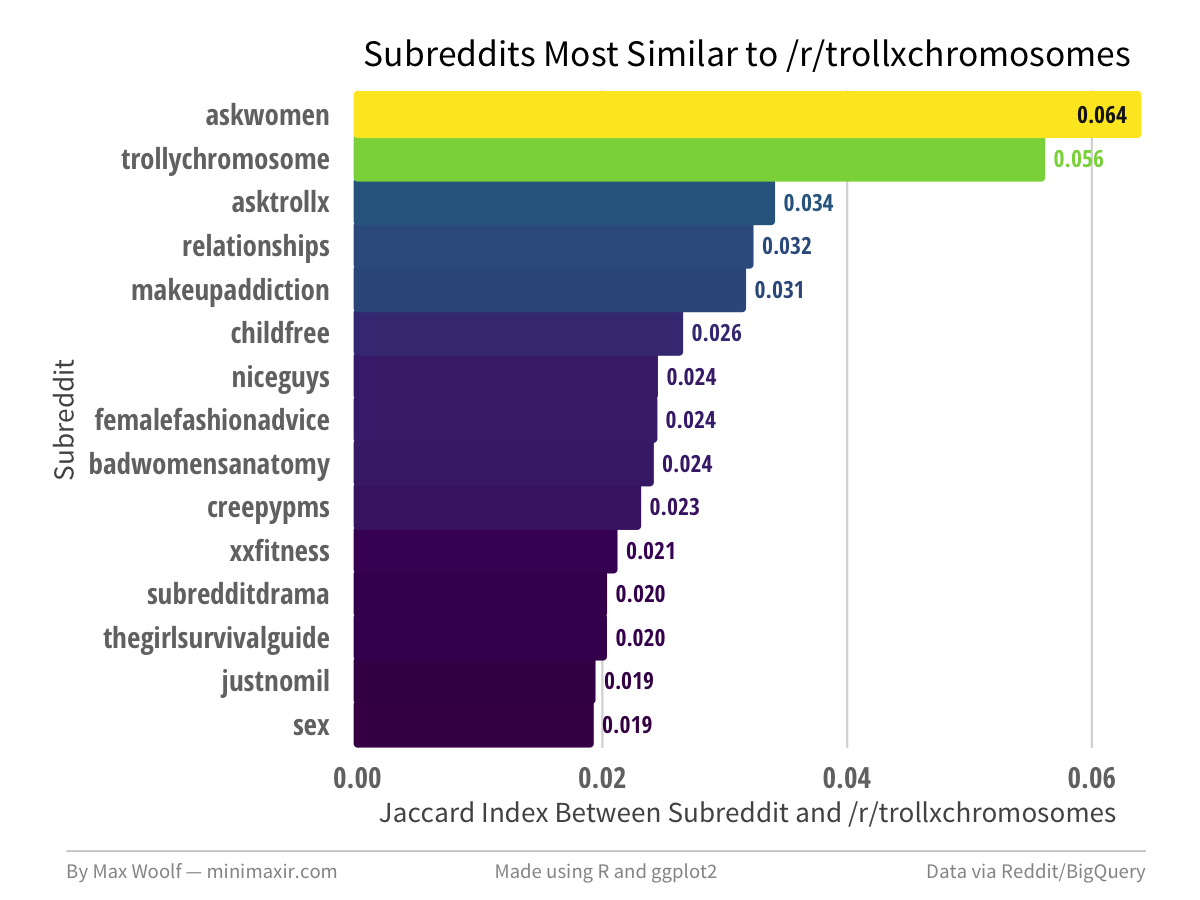 Subreddits Most Similar to /r/trollxchromosomes
askwomen 0.064
trollychromosome 0.056
asktrollx 0.034
relationships 0.032
makeupaddiction 0.031
childfree 0.026
niceguys 0.024
femalefashionadvice 0.024
badwomensanatomy 0.024
creepypms 0.023
xxfitness 0.021
subredditdrama 0.020
thegirlsurvivalguide 0.020
justnomil 0.019
sex 0.019
Subreddit
0.00 0.02 0.04 0.06
Jaccard Index Between Subreddit and /r/trollxchromosomes
By Max Woolf — minimaxir.com Made using R and ggplot2 Data via Reddit/BigQuery